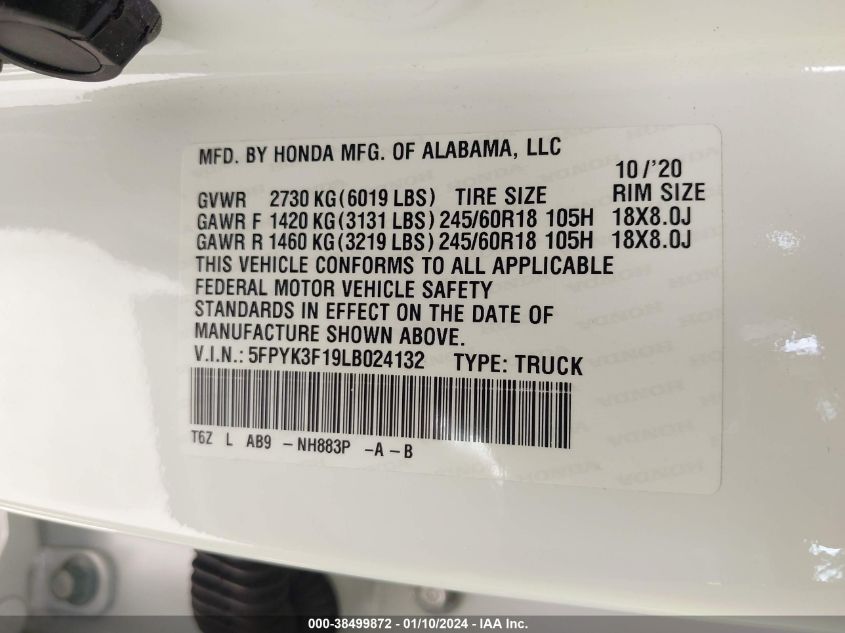 MFD. BY HONDA MFG. OF ALABAMA, LLC
10/'20
GVWR 2730 KG(6019 LBS) TIRE SIZE RIM SIZE
GAWR F 1420 KG(3131 LBS) 245/60R18 105H 18X8.0J
GAWR R 1460 KG(3219 LBS) 245/60R18 105H 18X8.0J
THIS VEHICLE CONFORMS TO ALL APPLICABLE
FEDERAL MOTOR VEHICLE SAFETY
STANDARDS IN EFFECT ON THE DATE OF
MANUFACTURE SHOWN ABOVE.
V.I.N.: 5FPYK3F19LB024132 TYPE: TRUCK
T6Z L AB9 -NH883P -A-B
000-38499872 - 01/10/2024 - IAA Inc.